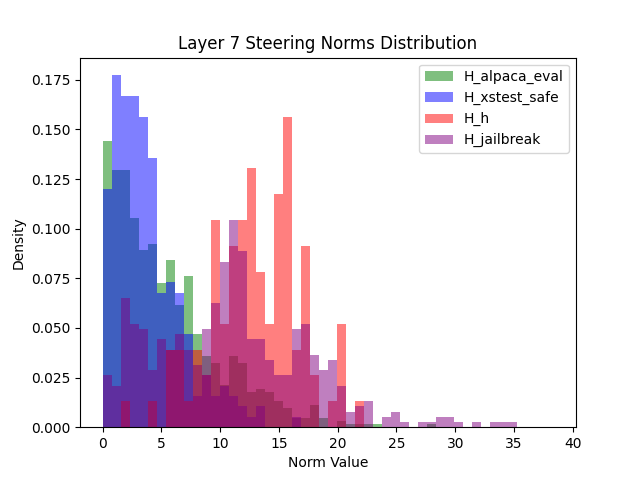 Layer 7 Steering Norms Distribution
H_alpaca_eval
H_xstest_safe
H_h
H_jailbreak
0.175
0.150
0.125
0.100
0.075
0.050
0.025
0.000
Density
0 5 10 15 20 25 30 35 40
Norm Value